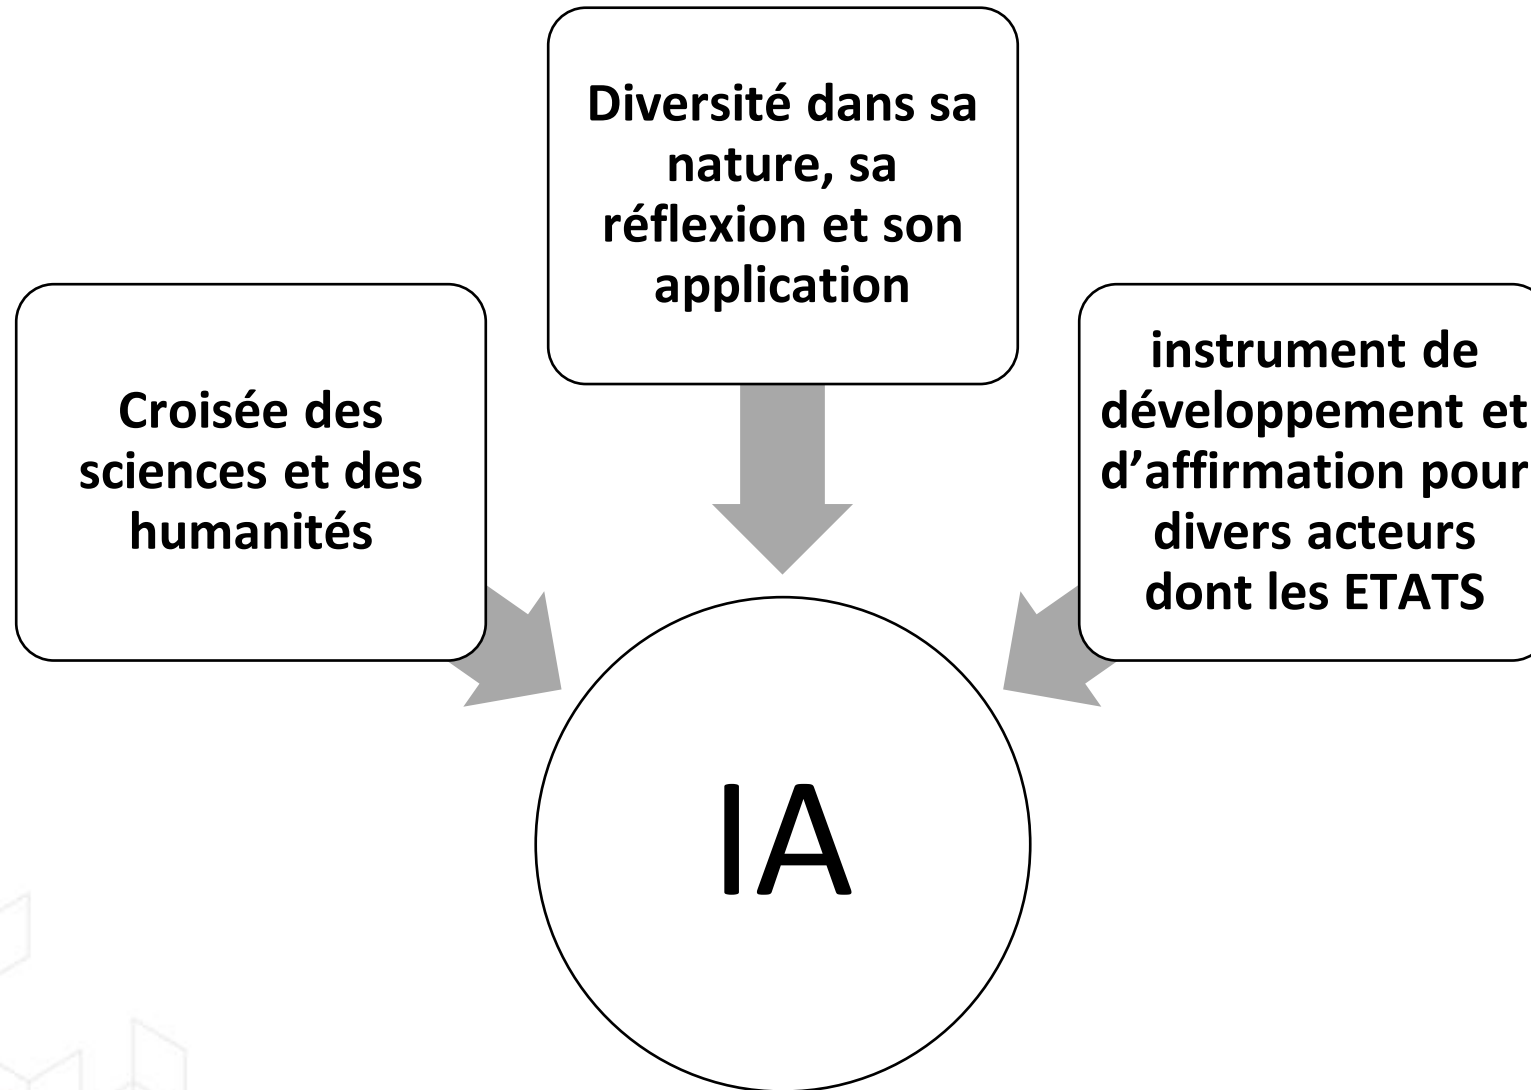 Diversité dans sa
nature, sa
réflexion et son
application
Croisée des
sciences et des
humanités
instrument de
développement et
d’affirmation pour
divers acteurs
dont les ETATS
IA